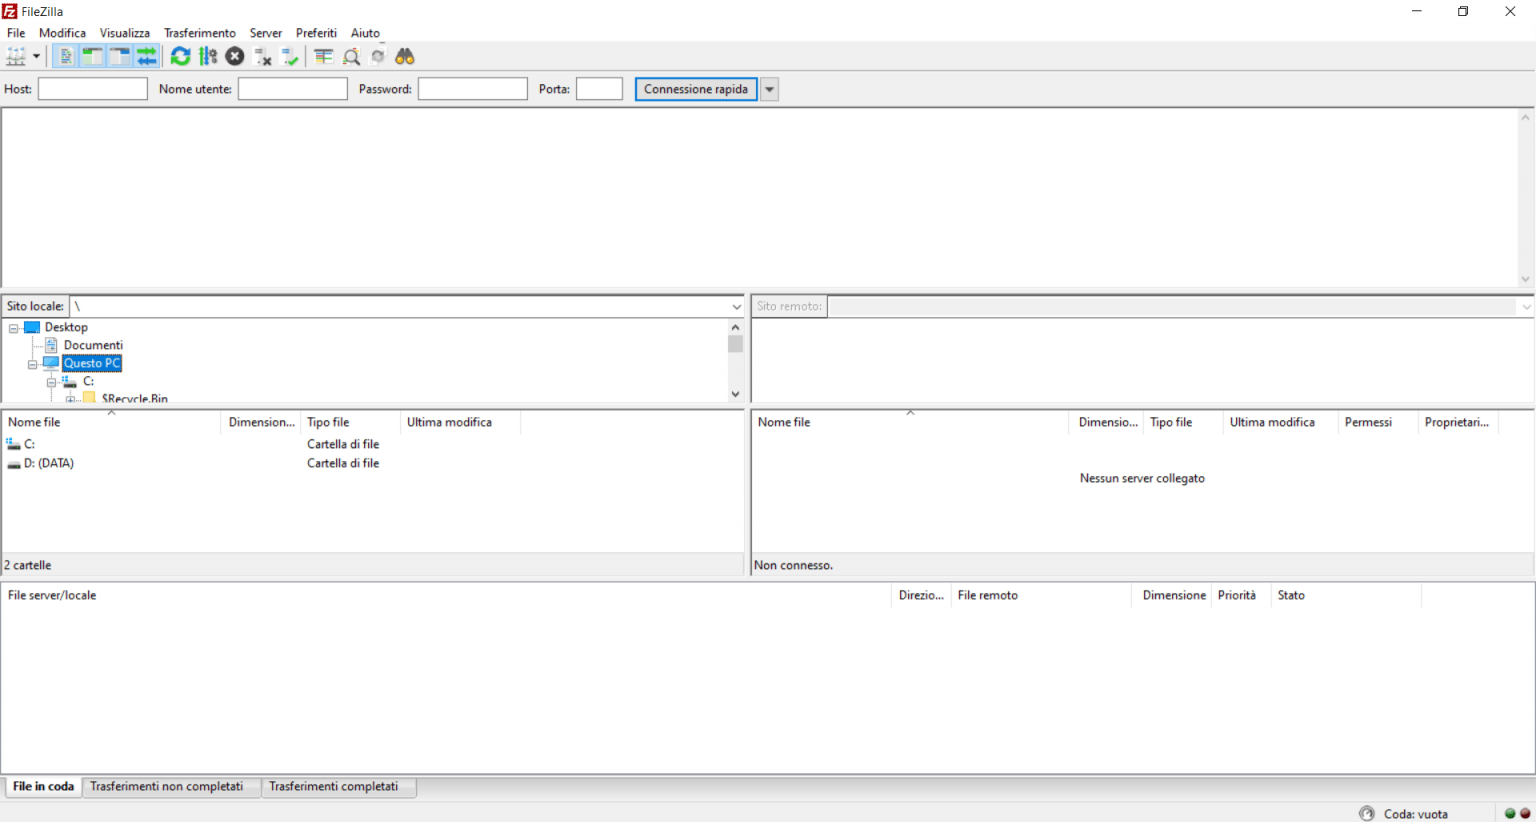 FileZilla
File Modifica Visualizza Trasferimento Server Preferiti Aiuto
Host: Nome utente: Password: Porta: Connessione rapida
Sito locale: \
Sito remoto:
Desktop
Documenti
Questo PC
C:
$Recycle.Bin
Nome file Dimension... Tipo file Ultima modifica
C: Cartella di file
D: (DATA) Cartella di file
2 cartelle
Nome file Dimensio... Tipo file Ultima modifica Permessi Proprietari...
Nessun server collegato
Non connesso.
File server/locale Direzio... File remoto Dimensione Priorità Stato
File in coda Trasferimenti non completati Trasferimenti completati
Coda: vuota